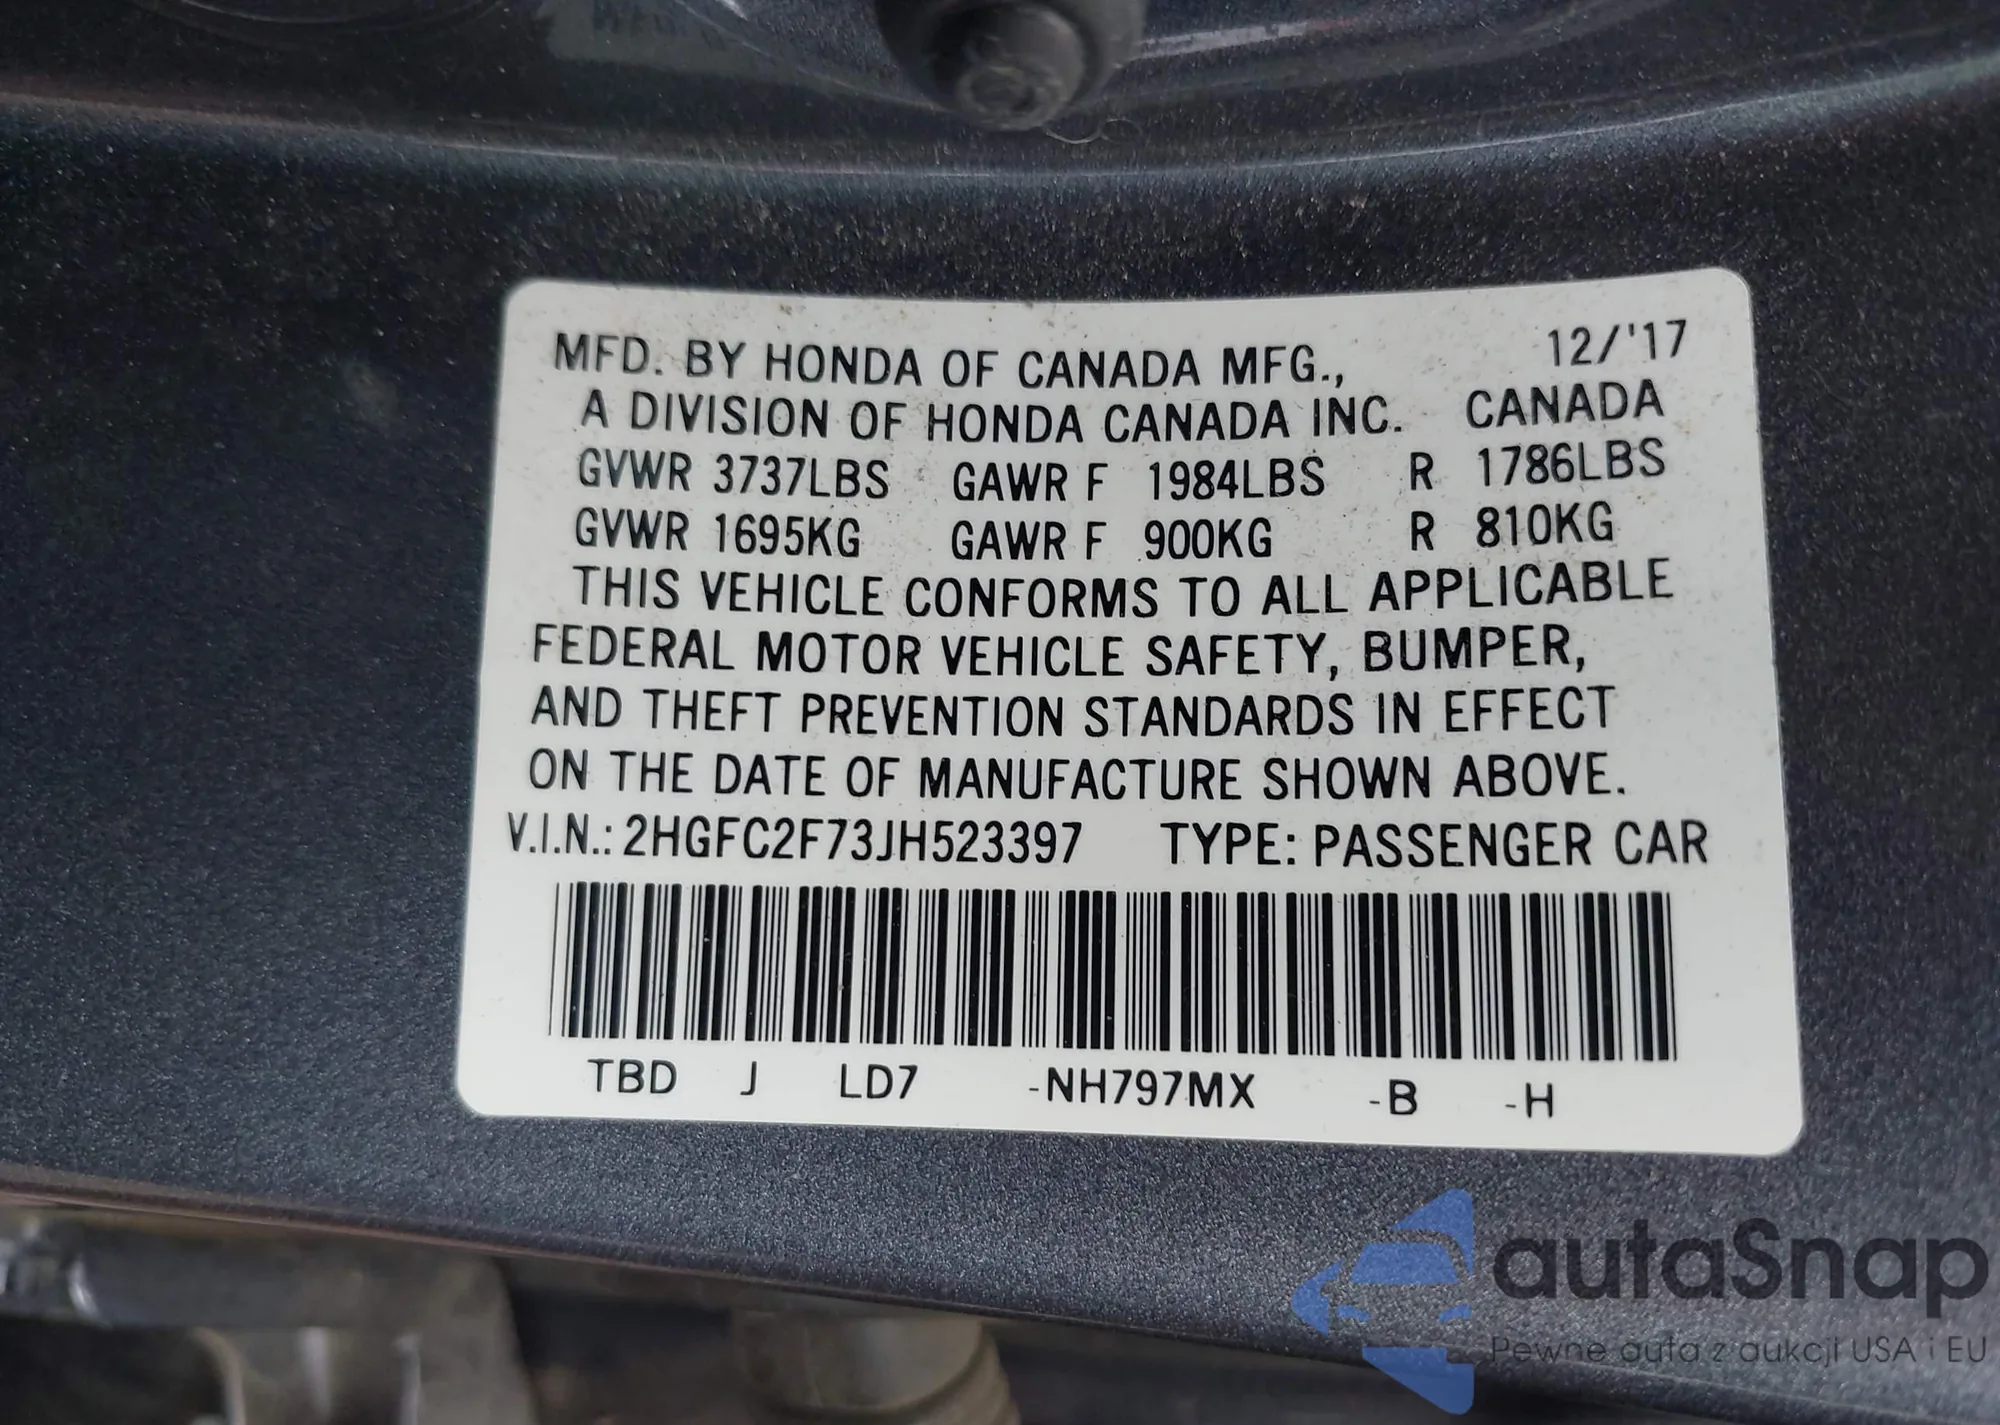 MFD. BY HONDA OF CANADA MFG., 12/'17
A DIVISION OF HONDA CANADA INC. CANADA
GVWR 3737LBS GAWR F 1984LBS R 1786LBS
GVWR 1695KG GAWR F 900KG R 810KG
THIS VEHICLE CONFORMS TO ALL APPLICABLE
FEDERAL MOTOR VEHICLE SAFETY, BUMPER,
AND THEFT PREVENTION STANDARDS IN EFFECT
ON THE DATE OF MANUFACTURE SHOWN ABOVE.
V.I.N.: 2HGFC2F73JH523397 TYPE: PASSENGER CAR
TBD J LD7 -NH797MX -B -H
autaSnap
Pewne auta z aukcji USA i EU